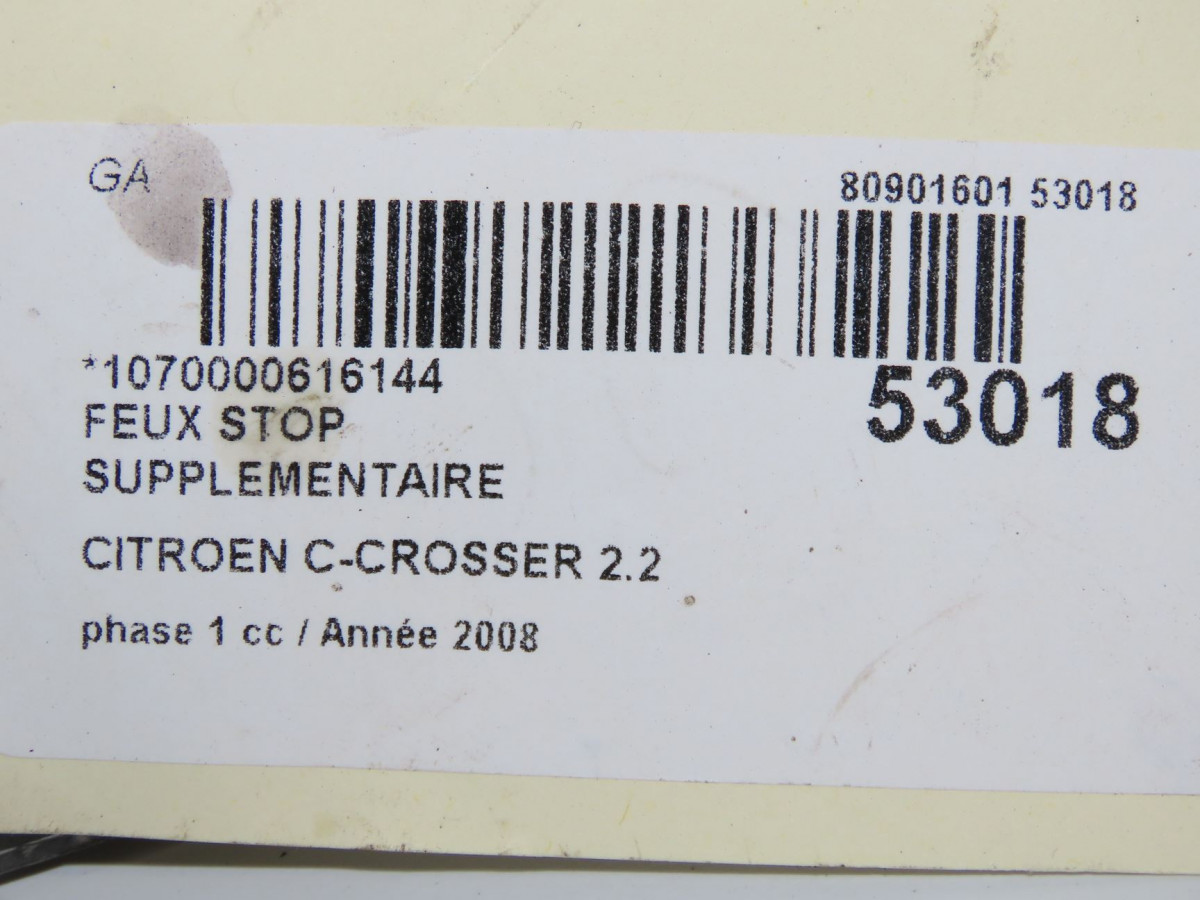 GA
80901601 53018
*1070000616144
53018
FEUX STOP
SUPPLEMENTAIRE
CITROEN C-CROSSER 2.2
phase 1 cc / Année 2008